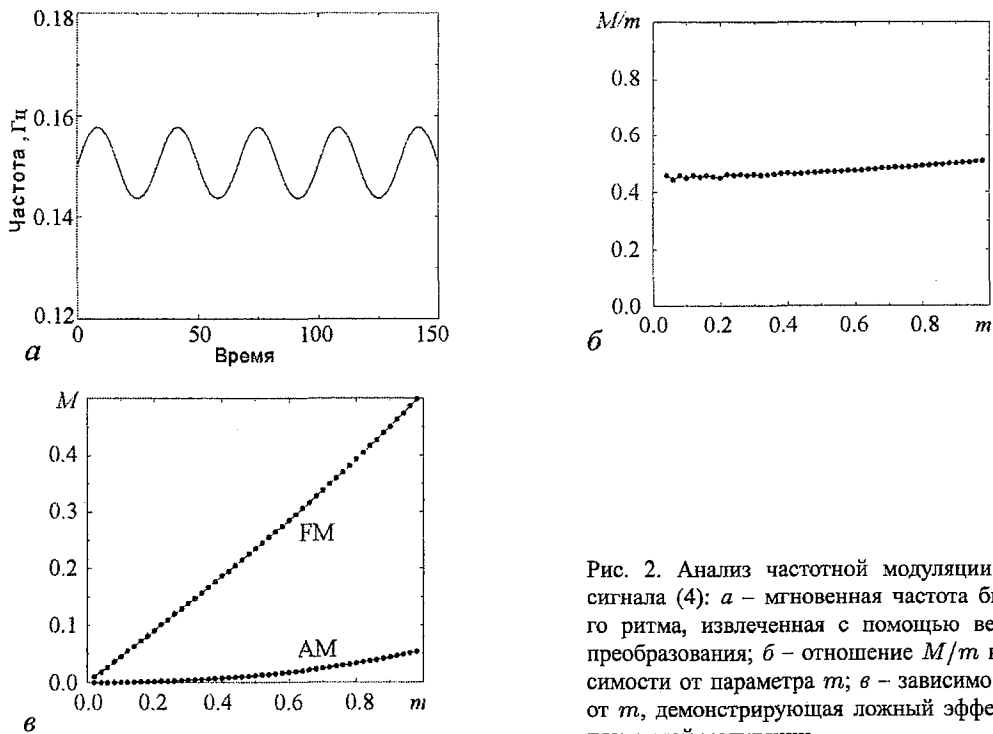 0.18
0.16
0.14
0.12
Частота ,Гц
0 50 100 150
Время
а
M/m
0.8
0.6
0.4
0.2
0.0
0.0 0.2 0.4 0.6 0.8 m
б
M
0.4
0.3
0.2
0.1
0.0
FM
AM
0.0 0.2 0.4 0.6 m
в
Рис. 2. Анализ частотной модуляции
сигнала (4): а – мгновенная частота
го ритма, извлеченная с помощью
преобразования; б – отношение M/m
симости от параметра m; в –
от m, демонстрирующая ложный